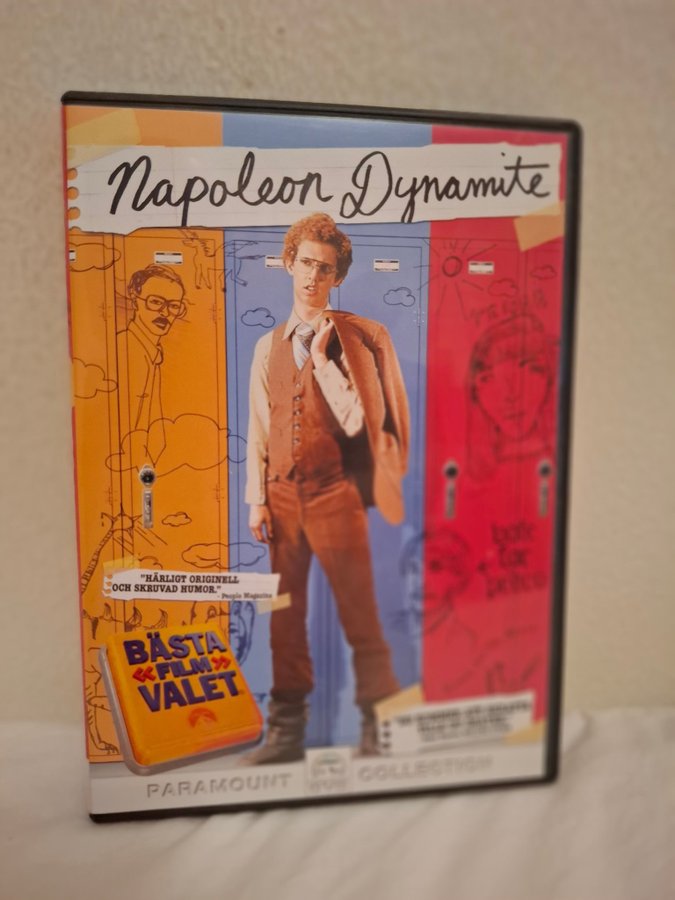 Napoleon Dynamite
"HÄRLIGT ORIGINELL
OCH SKRUVAD HUMOR."
- People Magazine
BÄSTA
«FILM»
VALET
PARAMOUNT COLLECTION